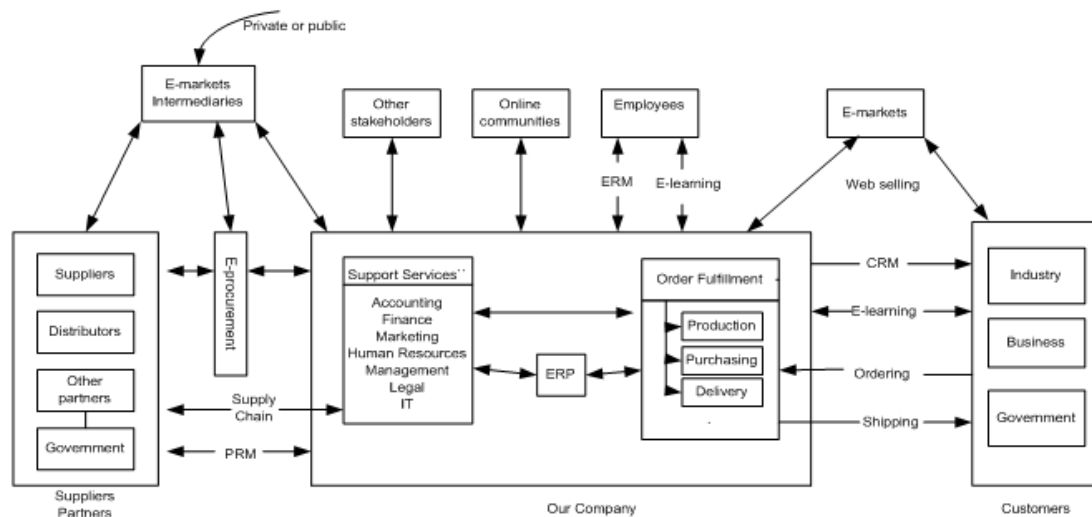 Private or public
E-markets
Intermediaries
Other
stakeholders
Online
communities
Employees
E-markets
ERM
E-learning
Web selling
Suppliers
Distributors
Other
partners
Government
Suppliers
Partners
E-procurement
Supply
Chain
PRM
Support Services
Accounting
Finance
Marketing
Human Resources
Management
Legal
IT
ERP
Order Fulfillment
Production
Purchasing
Delivery
Our Company
CRM
E-learning
Ordering
Shipping
Industry
Business
Government
Customers